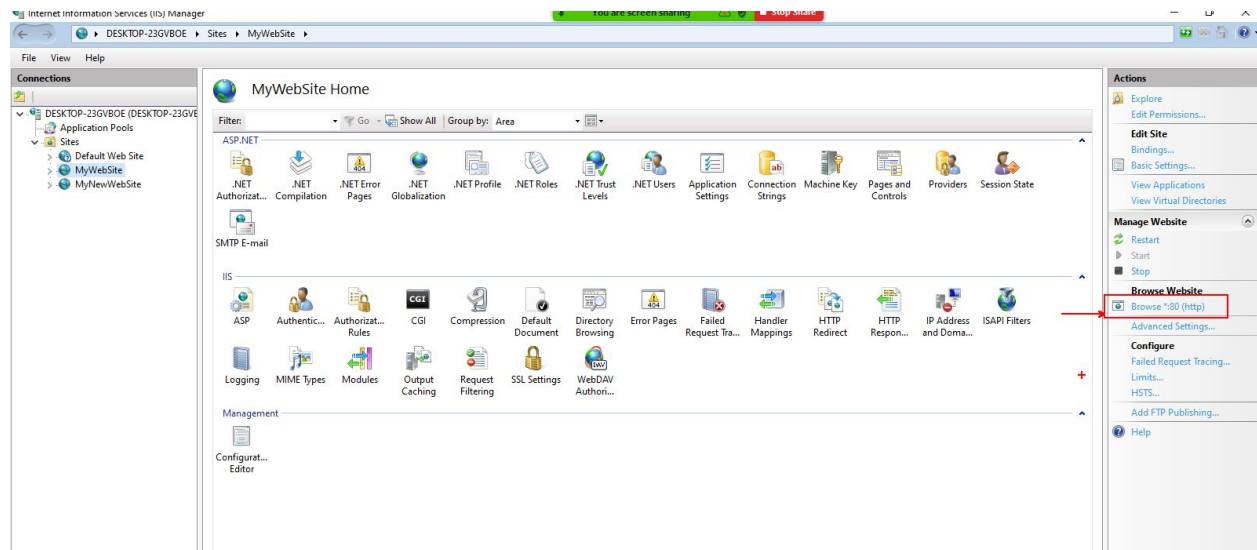 Internet Information Services (IIS) Manager
You are screen sharing
Stop Share
DESKTOP-23GVBOE
Sites
MyWebSite
File View Help
Connections
DESKTOP-23GVBOE (DESKTOP-23GVE
Application Pools
Sites
Default Web Site
MyWebSite
MyNewWebSite
MyWebSite Home
Filter: Go Show All Group by: Area
ASP.NET
.NET Authorizat...
.NET Compilation
.NET Error Pages
.NET Globalization
.NET Profile
.NET Roles
.NET Trust Levels
.NET Users
Application Settings
Connection Strings
Machine Key
Pages and Controls
Providers
Session State
SMTP E-mail
IIS
ASP
Authentic...
Authorizat... Rules
CGI
Compression
Default Document
Directory Browsing
Error Pages
Failed Request Tra...
Handler Mappings
HTTP Redirect
HTTP Respon...
IP Address and Doma...
ISAPI Filters
Logging
MIME Types
Modules
Output Caching
Request Filtering
SSL Settings
WebDAV Authori...
Management
Configurat... Editor
Actions
Explore
Edit Permissions...
Edit Site
Bindings...
Basic Settings...
View Applications
View Virtual Directories
Manage Website
Restart
Start
Stop
Browse Website
Browse *:80 (http)
Advanced Settings...
Configure
Failed Request Tracing...
Limits...
HSTS...
Add FTP Publishing...
Help